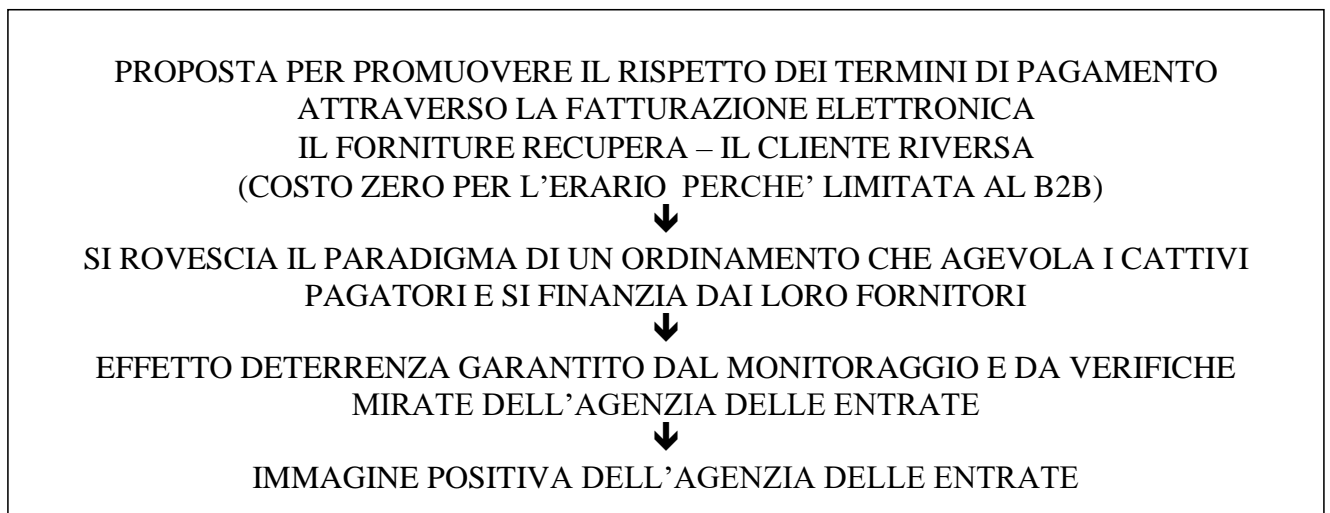 PROPOSTA PER PROMUOVERE IL RISPETTO DEI TERMINI DI PAGAMENTO
ATTRAVERSO LA FATTURAZIONE ELETTRONICA
IL FORNITURE RECUPERA – IL CLIENTE RIVERSA
(COSTO ZERO PER L'ERARIO PERCHE' LIMITATA AL B2B)
SI ROVESCIA IL PARADIGMA DI UN ORDINAMENTO CHE AGEVOLA I CATTIVI
PAGATORI E SI FINANZIA DAI LORO FORNITORI
EFFETTO DETERRENZA GARANTITO DAL MONITORAGGIO E DA VERIFICHE
MIRATE DELL'AGENZIA DELLE ENTRATE
IMMAGINE POSITIVA DELL'AGENZIA DELLE ENTRATE